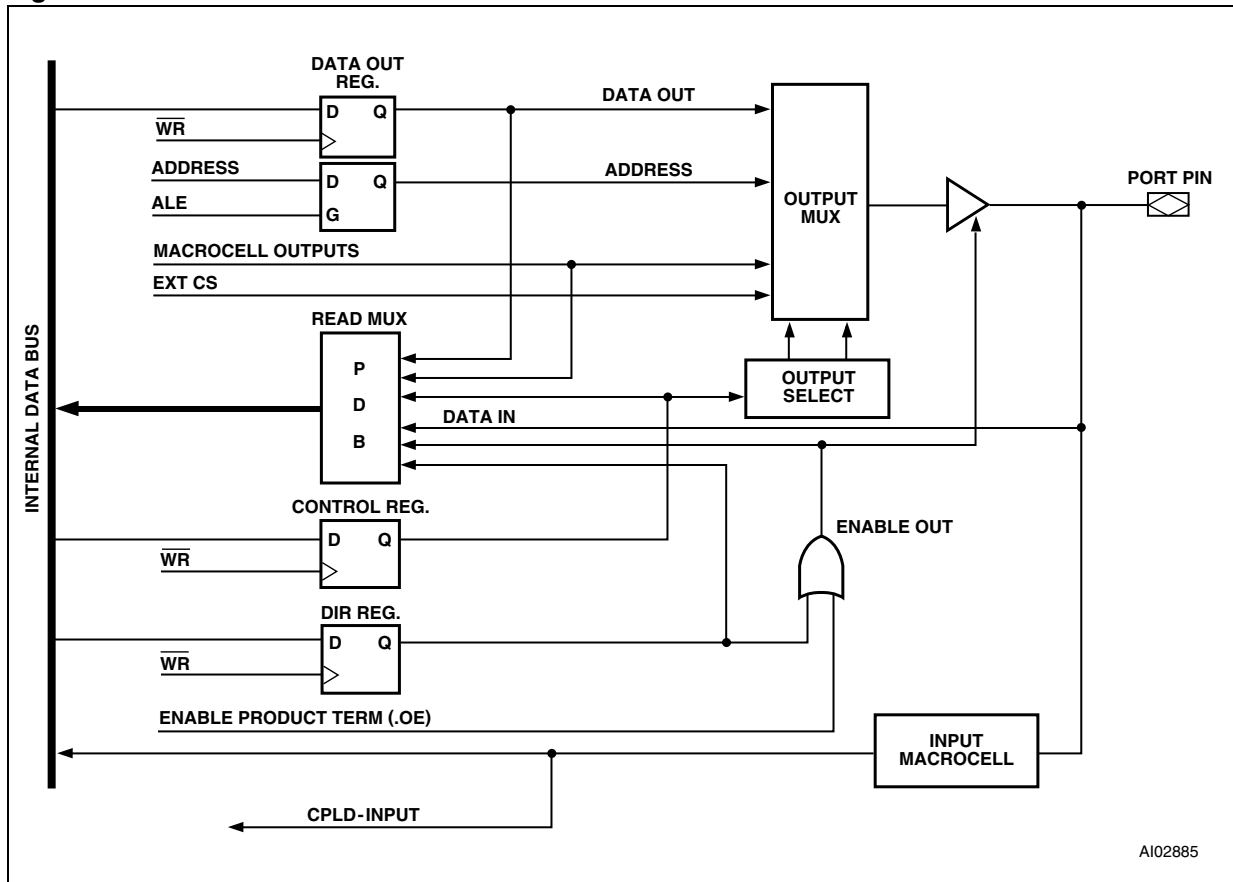 DATA OUT
REG.
D Q
WR
DATA OUT
ADDRESS
ALE
D Q
G
ADDRESS
OUTPUT
MUX
PORT PIN
MACROCELL OUTPUTS
EXT CS
READ MUX
P
D
B
OUTPUT
SELECT
DATA IN
INTERNAL DATA BUS
CONTROL REG.
D Q
WR
ENABLE OUT
DIR REG.
D Q
WR
ENABLE PRODUCT TERM (.OE)
INPUT
MACROCELL
CPLD-INPUT
AI02885